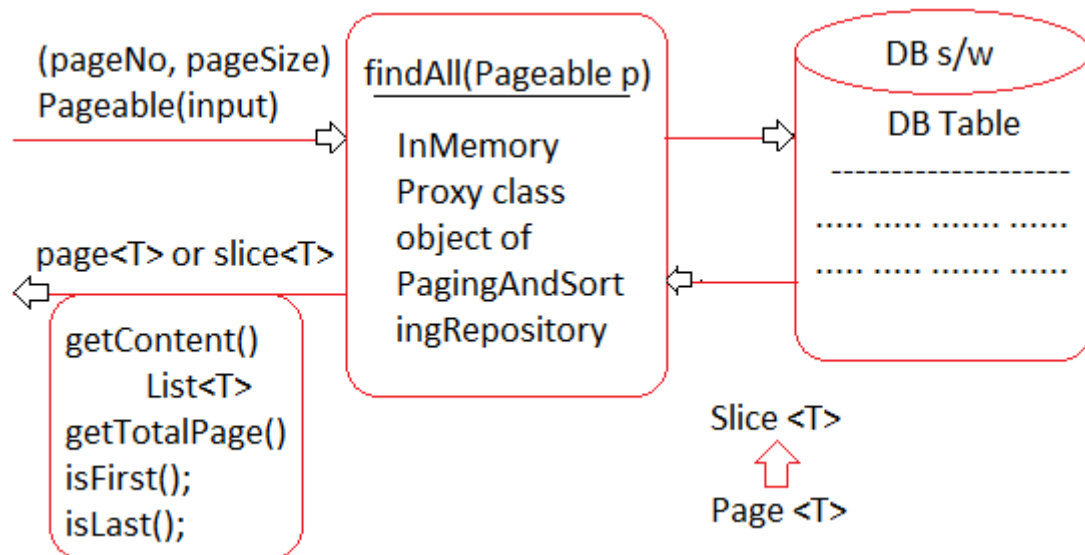 (pageNo, pageSize)
Pageable(input)
page<T> or slice<T>
getContent()
List<T>
getTotalPage()
isFirst();
isLast();
findAll(Pageable p)
InMemory
Proxy class
object of
PagingAndSort
ingRepository
DB s/w
DB Table
--------------------
..... ..... ....... ......
..... ..... ....... ......
Slice <T>
Page <T>